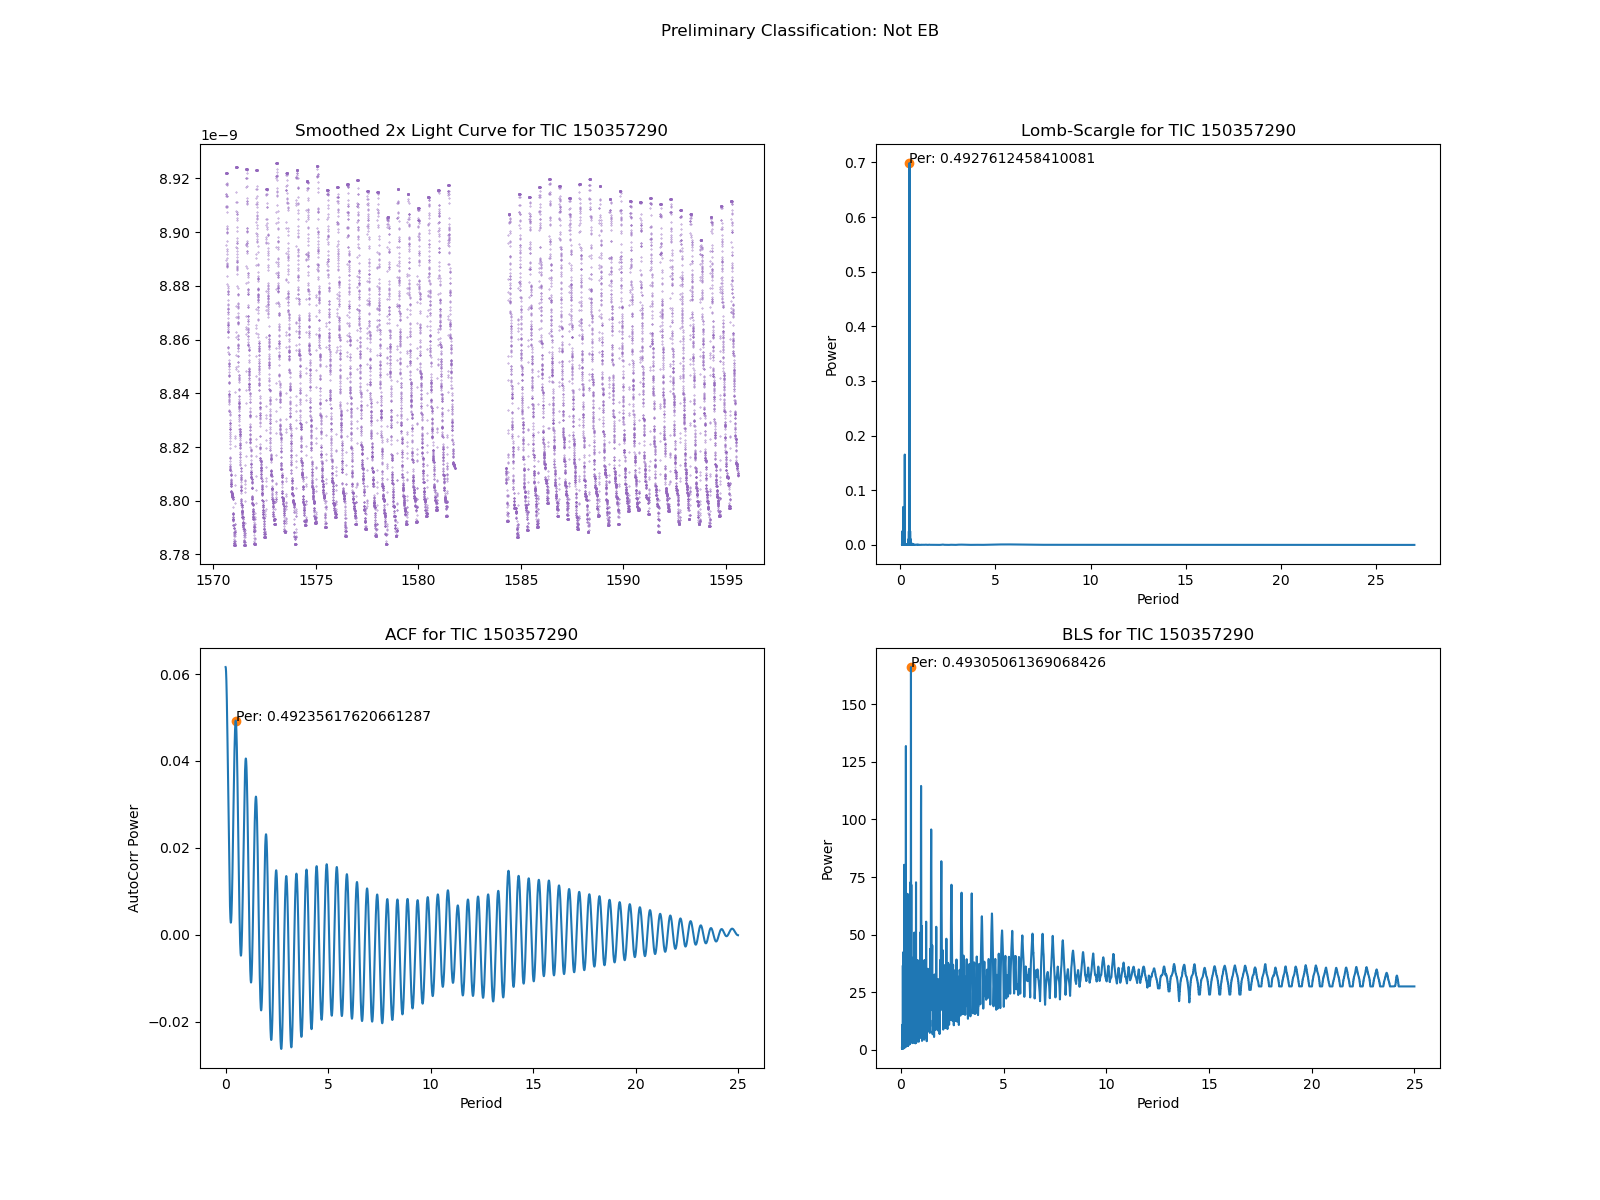 Preliminary Classification: Not EB
Smoothed 2x Light Curve for TIC 150357290
1e−9
8.92
8.90
8.88
8.86
8.84
8.82
8.80
8.78
1570 1575 1580 1585 1590 1595
Lomb-Scargle for TIC 150357290
Per: 0.4927612458410081
Power
0.7
0.6
0.5
0.4
0.3
0.2
0.1
0.0
0 5 10 15 20 25
Period
ACF for TIC 150357290
Per: 0.49235617620661287
AutoCorr Power
0.06
0.04
0.02
0.00
−0.02
0 5 10 15 20 25
Period
BLS for TIC 150357290
Per: 0.49305061369068426
Power
150
125
100
75
50
25
0
0 5 10 15 20 25
Period